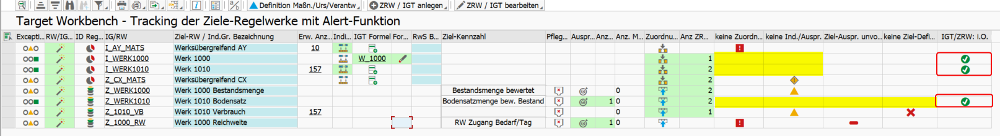 Definition Maßn./Urs/Verantw. ZRW / IGT anlegen ZRW / IGT bearbeiten
Target Workbench - Tracking der Ziele-Regelwerke mit Alert-Funktion
Excepti... RW/IG... ID Reg... IG/RW Ziel-RW / Ind.Gr. Bezeichnung Erw. Anz... Indi... IGT Formel For... RwS B... Ziel-Kennzahl Pfleg... Auspr... Anz... Anz. M... Zuordnu... Anz ZR... keine Zuordn... keine Ind./Auspr. Ziel-Auspr. unvo... keine Ziel-Defi... IGT/ZRW: i.O.
I_AY_MATS Werksübergreifend AY 10
I_WERK1000 Werk 1000 W_1000 1
I_WERK1010 Werk 1010 157 2
Z_CX_MATS Werksübergreifend CX 2
Z_WERK1000 Werk 1000 Bestandsmenge Bestandsmenge bewertet 0 2
Z_WERK1010 Werk 1010 Bodensatz Bodensatzmenge bew. Bestand 1 0 2
Z_1010_VB Werk 1010 Verbrauch 157 0 1
Z_1000_RW Werk 1000 Reichweite RW Zugang Bedarf/Tag 1 0